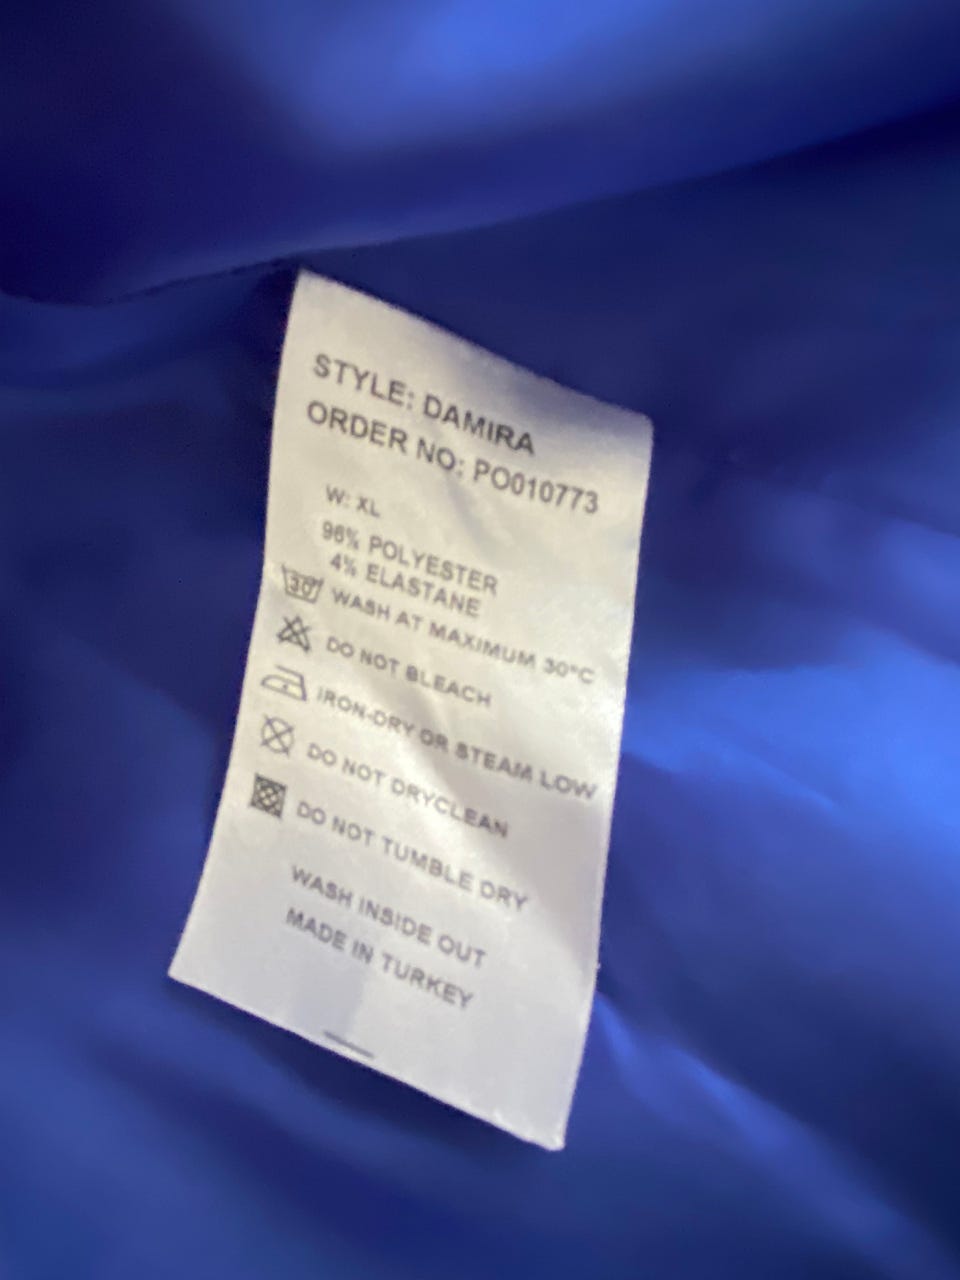 STYLE: DAMIRA
ORDER NO: PO010773
W: XL
96% POLYESTER
4% ELASTANE
30 WASH AT MAXIMUM 30°C
DO NOT BLEACH
IRON-DRY OR STEAM LOW
DO NOT DRYCLEAN
DO NOT TUMBLE DRY
WASH INSIDE OUT
MADE IN TURKEY